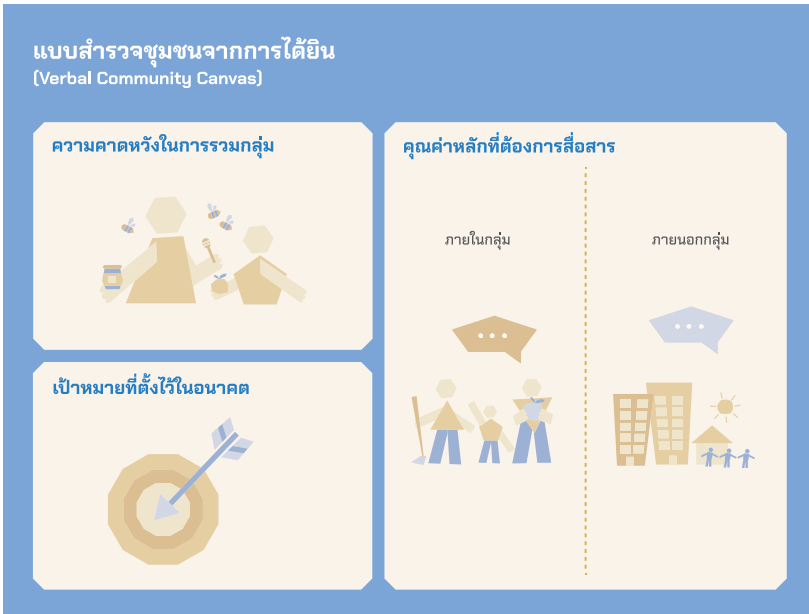 แบบสำรวจชุมชนจากการได้ยิน
(Verbal Community Canvas)
ความคาดหวังในการรวมกลุ่ม
เป้าหมายที่ตั้งไว้ในอนาคต
คุณค่าหลักที่ต้องการสื่อสาร
ภายในกลุ่ม
ภายนอกกลุ่ม